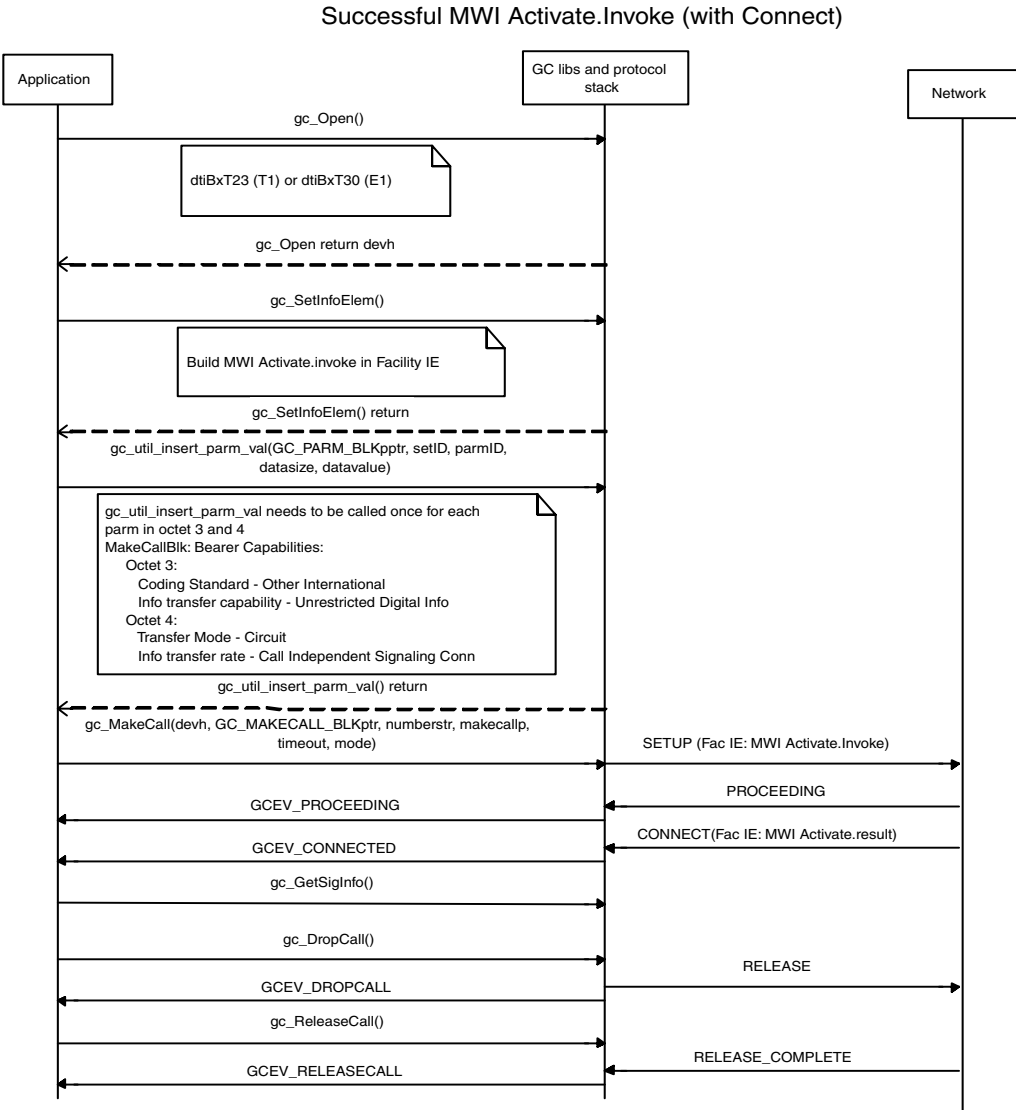 Successful MWI Activate.Invoke (with Connect)
Application
GC libs and protocol
stack
Network
gc_Open()
dtiBxT23 (T1) or dtiBxT30 (E1)
gc_Open return devh
gc_SetInfoElem()
Build MWI Activate.invoke in Facility IE
gc_SetInfoElem() return
gc_util_insert_parm_val(GC_PARM_BLKpptr, setID, parmID,
datasize, datavalue)
gc_util_insert_parm_val needs to be called once for each
parm in octet 3 and 4
MakeCallBlk: Bearer Capabilities:
Octet 3:
Coding Standard - Other International
Info transfer capability - Unrestricted Digital Info
Octet 4:
Transfer Mode - Circuit
Info transfer rate - Call Independent Signaling Conn
gc_util_insert_parm_val() return
gc_MakeCall(devh, GC_MAKECALL_BLKptr, numberstr, makecallp,
timeout, mode)
SETUP (Fac IE: MWI Activate.Invoke)
PROCEEDING
GCEV_PROCEEDING
CONNECT(Fac IE: MWI Activate.result)
GCEV_CONNECTED
gc_GetSigInfo()
gc_DropCall()
RELEASE
GCEV_DROPCALL
gc_ReleaseCall()
RELEASE_COMPLETE
GCEV_RELEASECALL